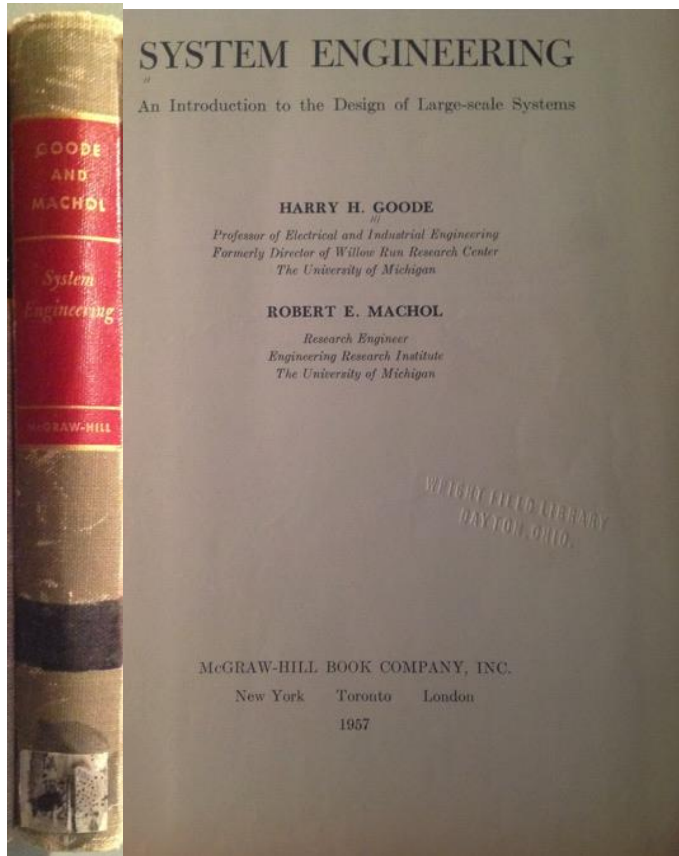 GOODE
AND
MACHOL
System
Engineering
McGRAW-HILL
SYSTEM ENGINEERING
An Introduction to the Design of Large-scale Systems
HARRY H. GOODE
Professor of Electrical and Industrial Engineering
Formerly Director of Willow Run Research Center
The University of Michigan
ROBERT E. MACHOL
Research Engineer
Engineering Research Institute
The University of Michigan
WRIGHT FIELD LIBRARY
DAYTON, OHIO.
McGRAW-HILL BOOK COMPANY, INC.
New York Toronto London
1957